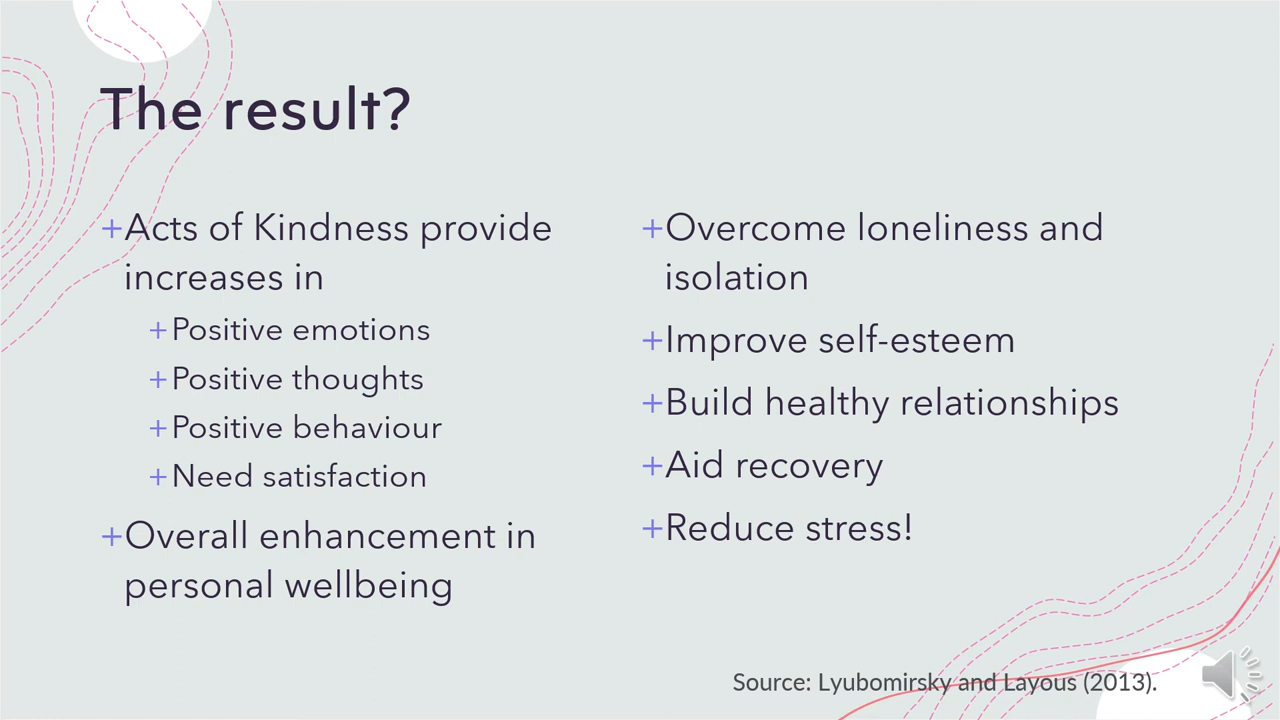 The result?
+Acts of Kindness provide
increases in
+Positive emotions
+Positive thoughts
+Positive behaviour
+Need satisfaction
+Overall enhancement in
personal wellbeing
+Overcome loneliness and
isolation
+Improve self-esteem
+Build healthy relationships
+Aid recovery
+Reduce stress!
Source: Lyubomirsky and Layous (2013).